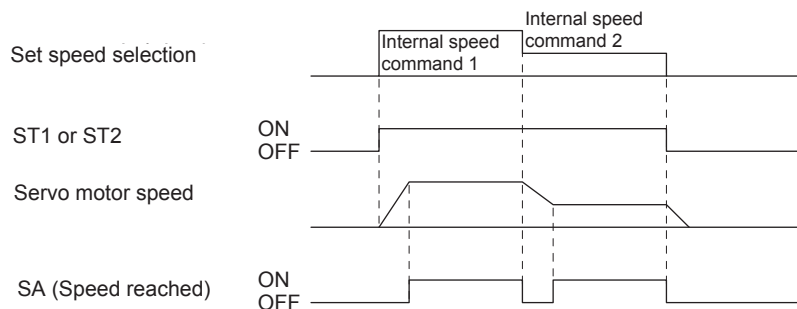 Internal speed
command 2
Internal speed
command 1
Set speed selection
ST1 or ST2
ON
OFF
Servo motor speed
SA (Speed reached)
ON
OFF